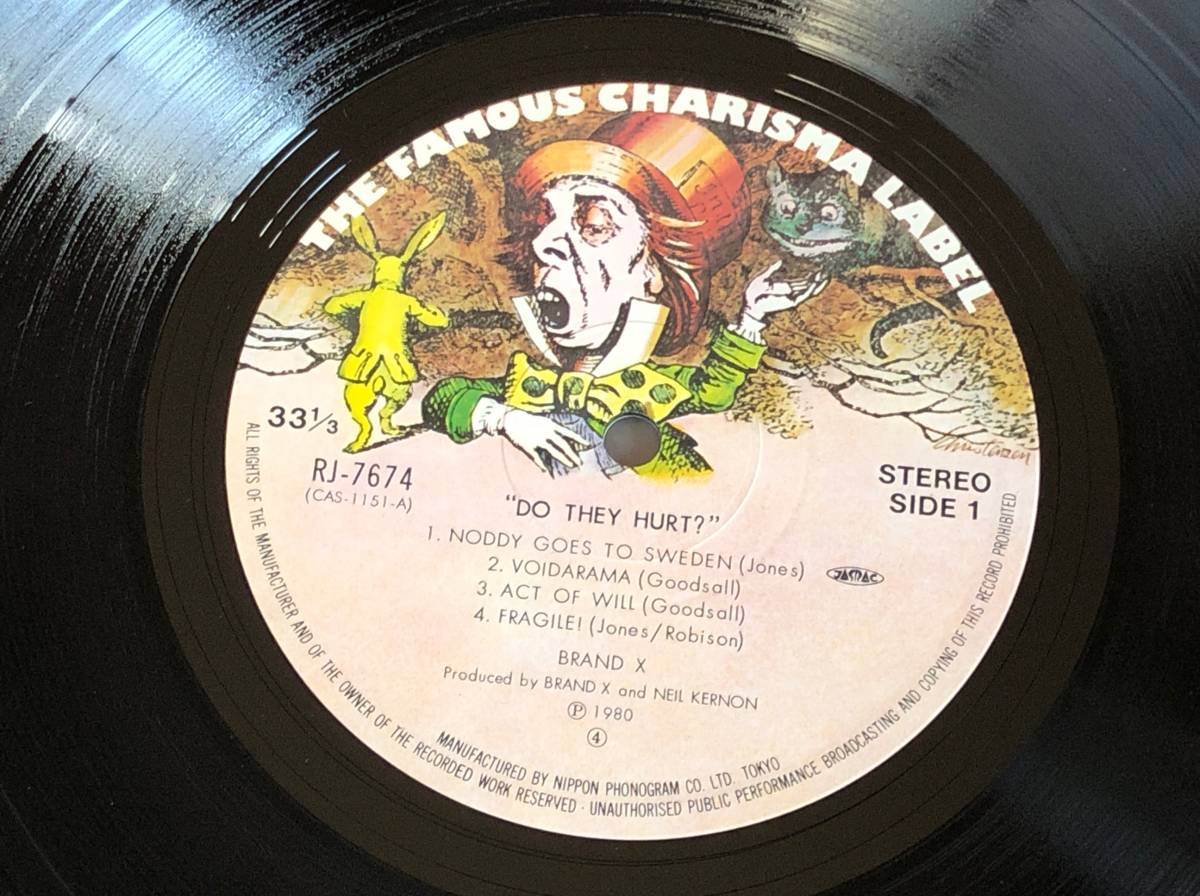 THE FAMOUS CHARISMA LABEL
Christensen
33 1/3
RJ-7674
(CAS-1151-A)
STEREO
SIDE 1
"DO THEY HURT?"
1. NODDY GOES TO SWEDEN (Jones)
2. VOIDARAMA (Goodsall)
3. ACT OF WILL (Goodsall)
4. FRAGILE! (Jones/Robison)
JASRAC
BRAND X
Produced by BRAND X and NEIL KERNON
Ⓟ 1980
④
MANUFACTURED BY NIPPON PHONOGRAM CO. LTD. TOKYO
ALL RIGHTS OF THE MANUFACTURER AND OF THE OWNER OF THE RECORDED WORK RESERVED · UNAUTHORISED PUBLIC PERFORMANCE BROADCASTING AND COPYING OF THIS RECORD PROHIBITED